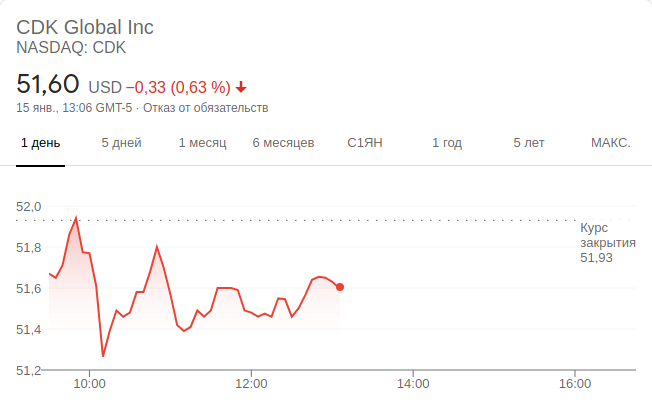 CDK Global Inc
NASDAQ: CDK
51,60 USD −0,33 (0,63 %)
15 янв., 13:06 GMT-5 · Отказ от обязательств
1 день 5 дней 1 месяц 6 месяцев С1ЯН 1 год 5 лет МАКС.
52,0
Курс
закрытия
51,93
51,8
51,6
51,4
51,2
10:00 12:00 14:00 16:00